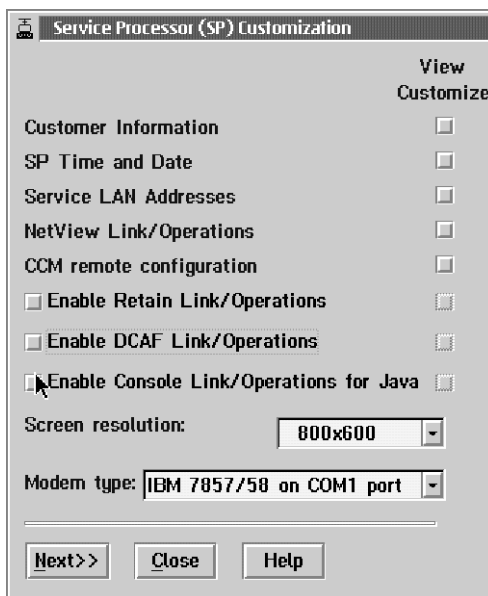 Service Processor (SP) Customization
View
Customize
Customer Information
SP Time and Date
Service LAN Addresses
NetView Link/Operations
CCM remote configuration
Enable Retain Link/Operations
Enable DCAF Link/Operations
Enable Console Link/Operations for Java
Screen resolution: 800x600
Modem type: IBM 7857/58 on COM1 port
Next>> Close Help